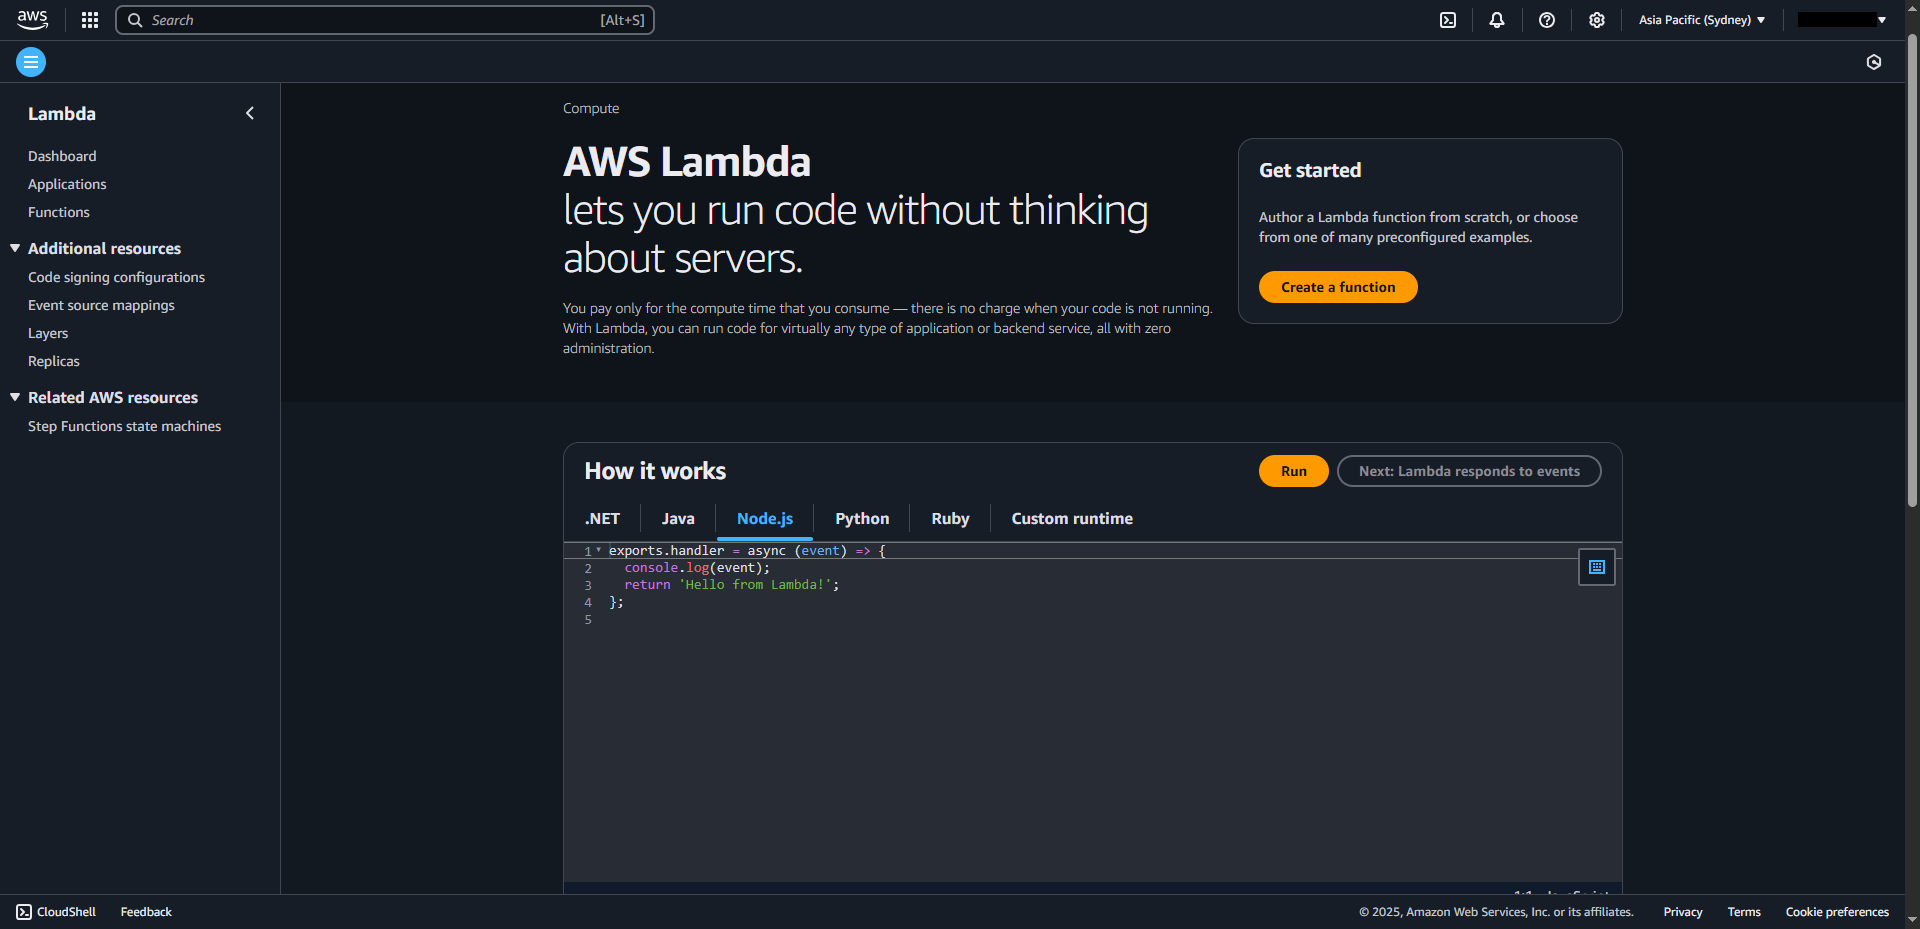 aws
Search [Alt+S]
Asia Pacific (Sydney)
Lambda
Dashboard
Applications
Functions
Additional resources
Code signing configurations
Event source mappings
Layers
Replicas
Related AWS resources
Step Functions state machines
Compute
AWS Lambda
lets you run code without thinking
about servers.
You pay only for the compute time that you consume — there is no charge when your code is not running.
With Lambda, you can run code for virtually any type of application or backend service, all with zero
administration.
Get started
Author a Lambda function from scratch, or choose
from one of many preconfigured examples.
Create a function
How it works
Run
Next: Lambda responds to events
.NET Java Node.js Python Ruby Custom runtime
1 exports.handler = async (event) => {
2 console.log(event);
3 return 'Hello from Lambda!';
4 };
5
CloudShell Feedback
© 2025, Amazon Web Services, Inc. or its affiliates. Privacy Terms Cookie preferences